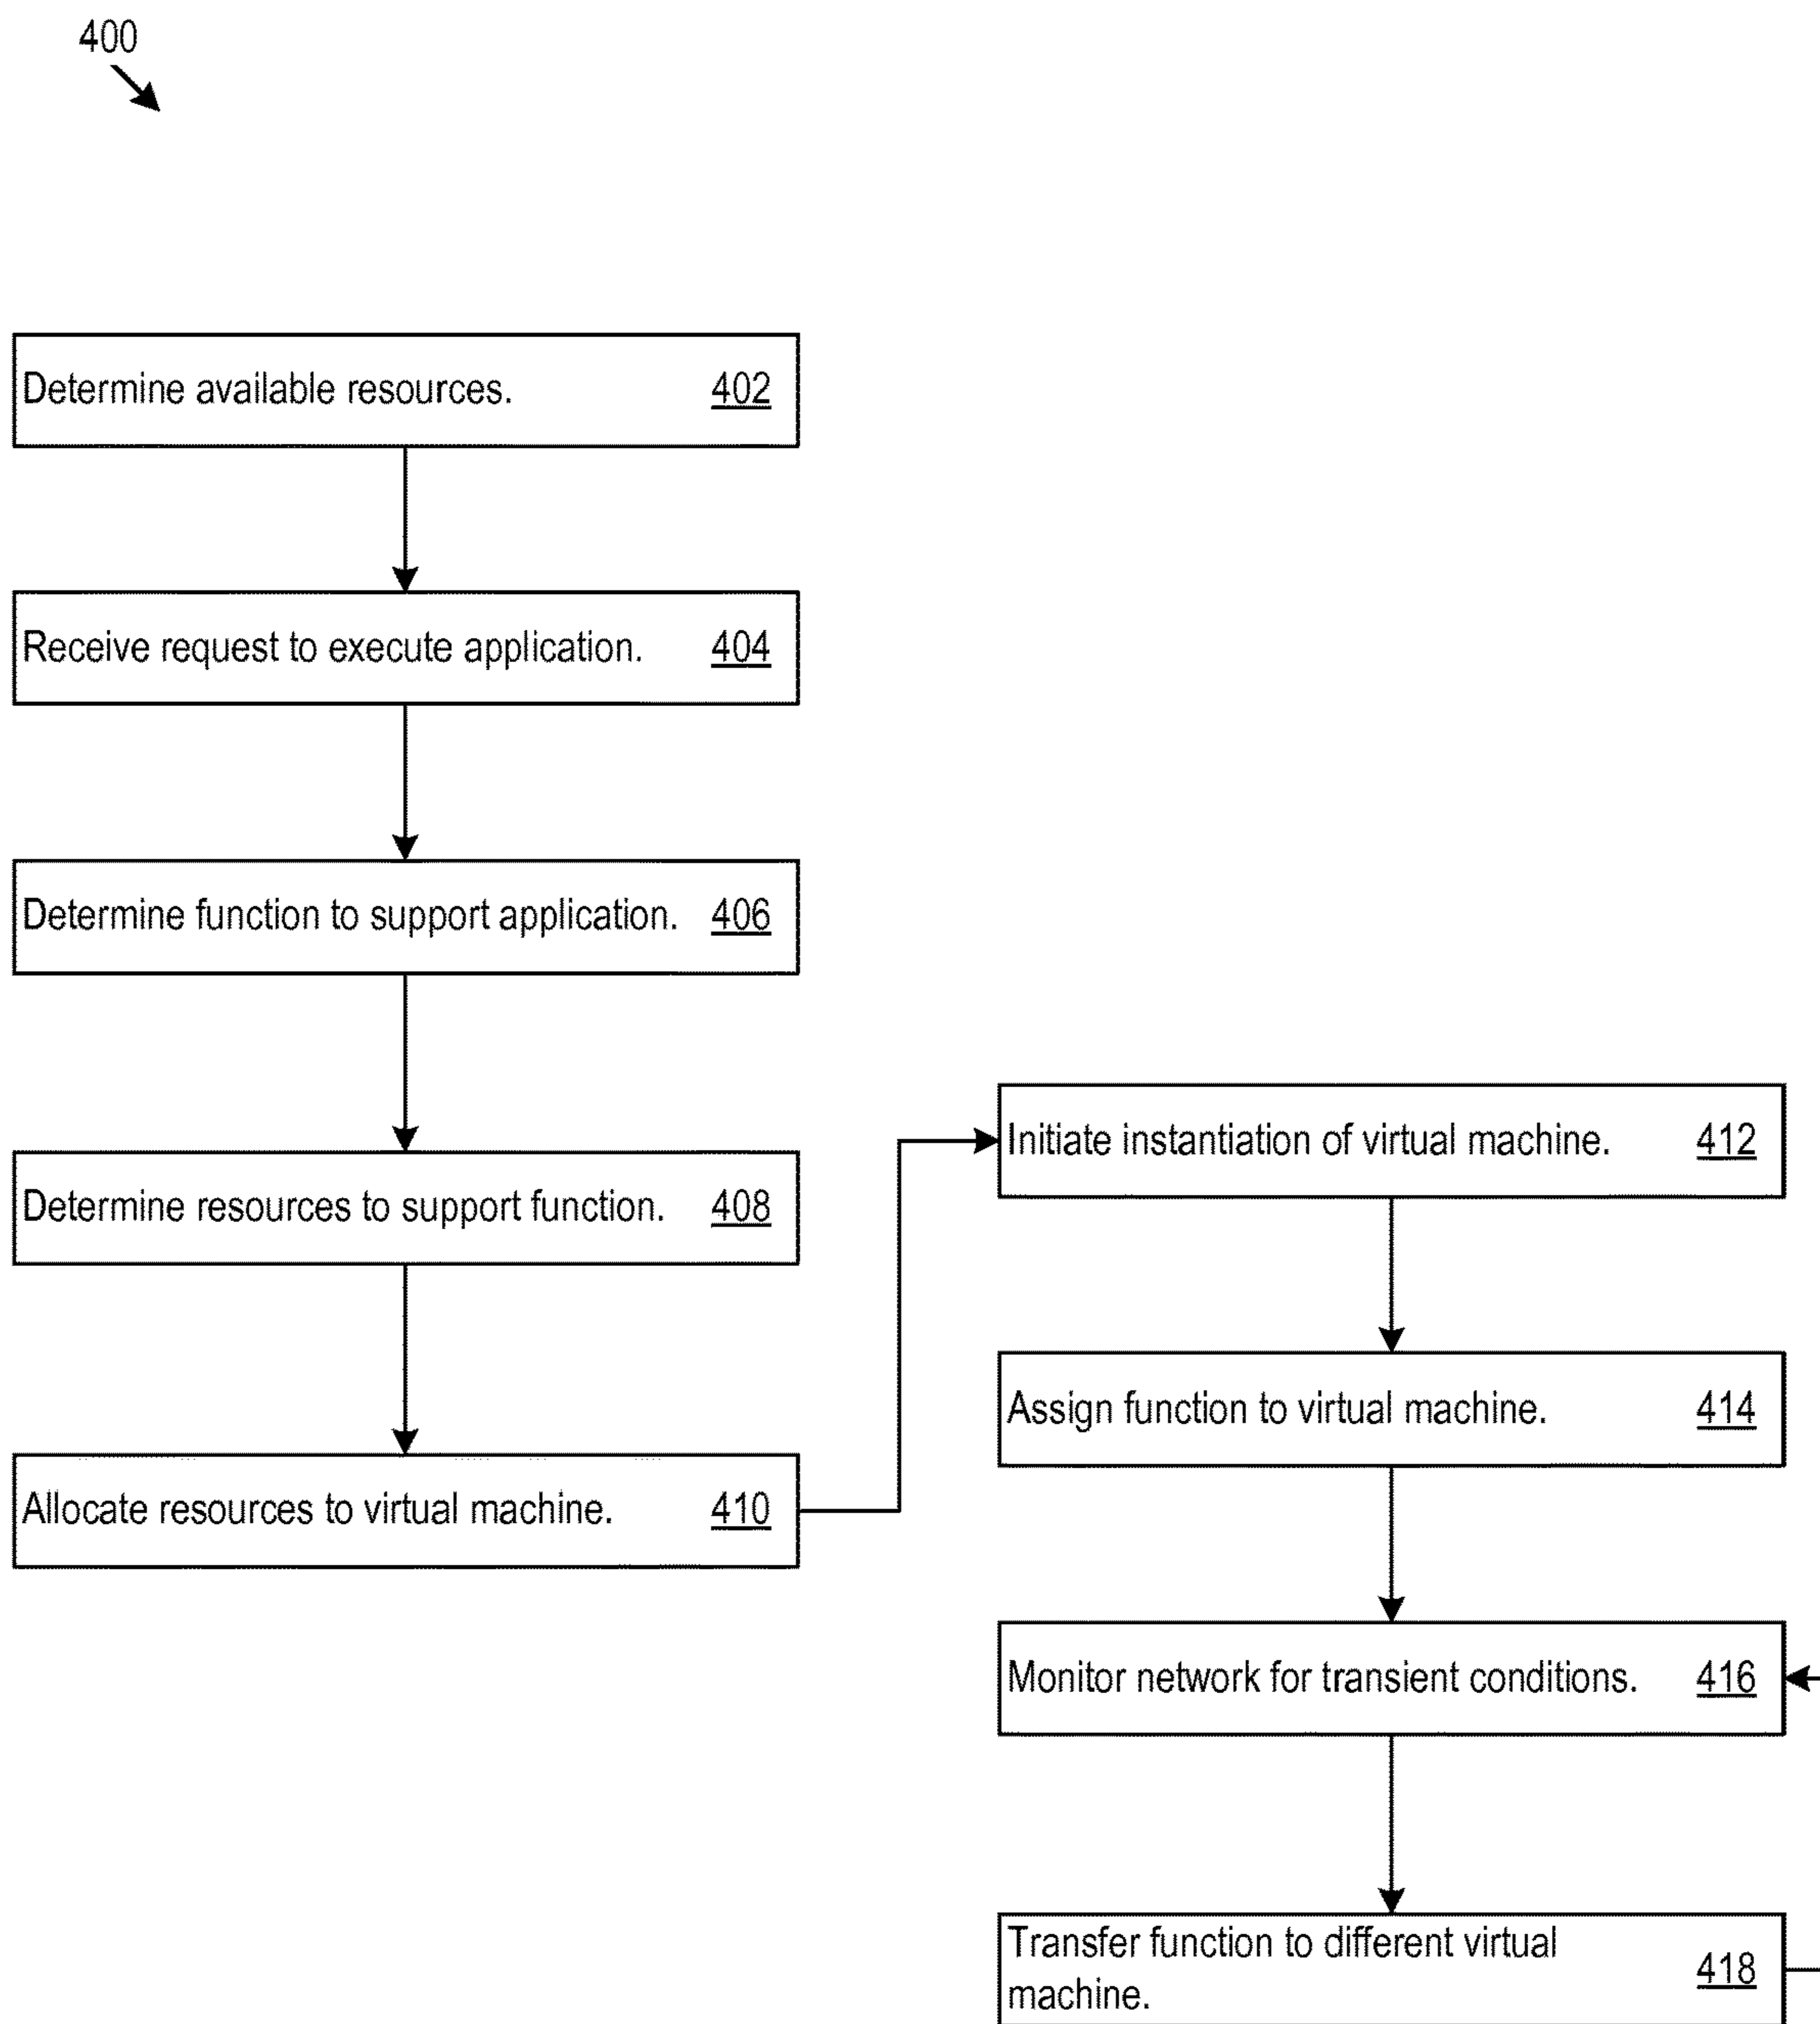 400
Determine available resources. 402
Receive request to execute application. 404
Determine function to support application. 406
Determine resources to support function. 408
Allocate resources to virtual machine. 410
Initiate instantiation of virtual machine. 412
Assign function to virtual machine. 414
Monitor network for transient conditions. 416
Transfer function to different virtual
machine. 418